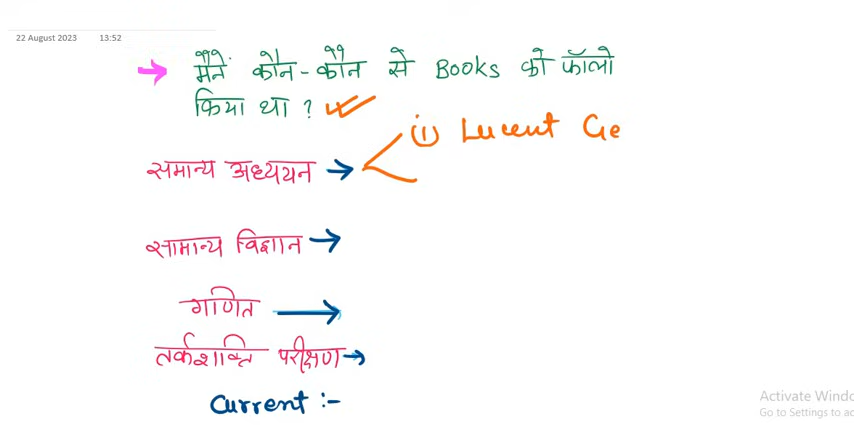 22 August 2023 13:52
मैंने कौन-कौन से Books को फॉलो
किया था ?
(1) Lucent Ge
समान्य अध्ययन
सामान्य विज्ञान
गणित
तर्कशक्ति परीक्षण
Current :-
Activate Windo
Go to Settings to ac